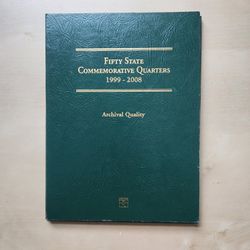 Fifty State
Commemorative Quarters
1999 - 2008
Archival Quality